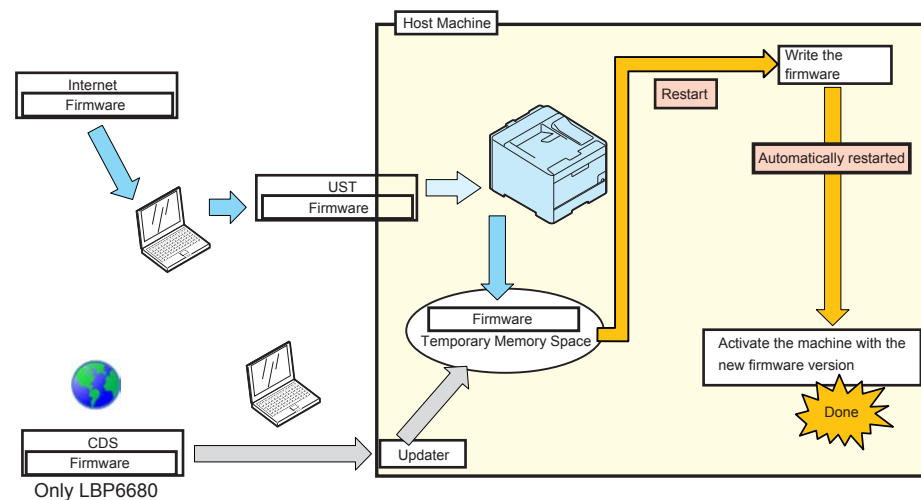 Host Machine
Internet
Firmware
UST
Firmware
Restart
Write the
firmware
Automatically restarted
Firmware
Temporary Memory Space
Activate the machine with the
new firmware version
Done
CDS
Firmware
Only LBP6680
Updater